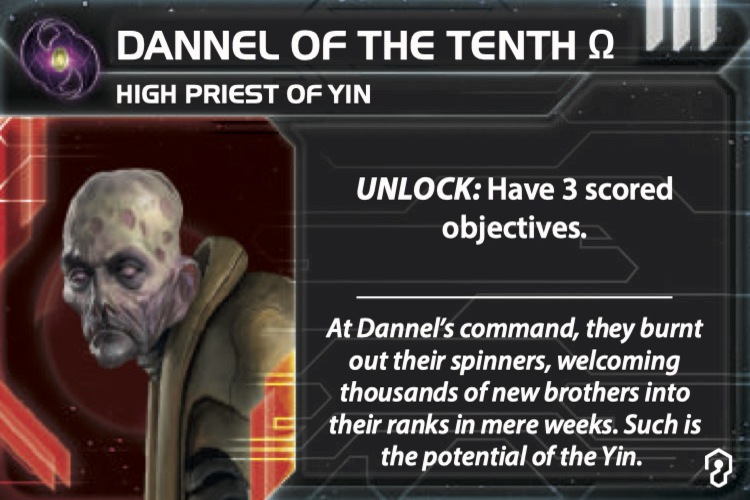 DANNEL OF THE TENTH Ω
HIGH PRIEST OF YIN
UNLOCK: Have 3 scored
objectives.
At Dannel's command, they burnt
out their spinners, welcoming
thousands of new brothers into
their ranks in mere weeks. Such is
the potential of the Yin.